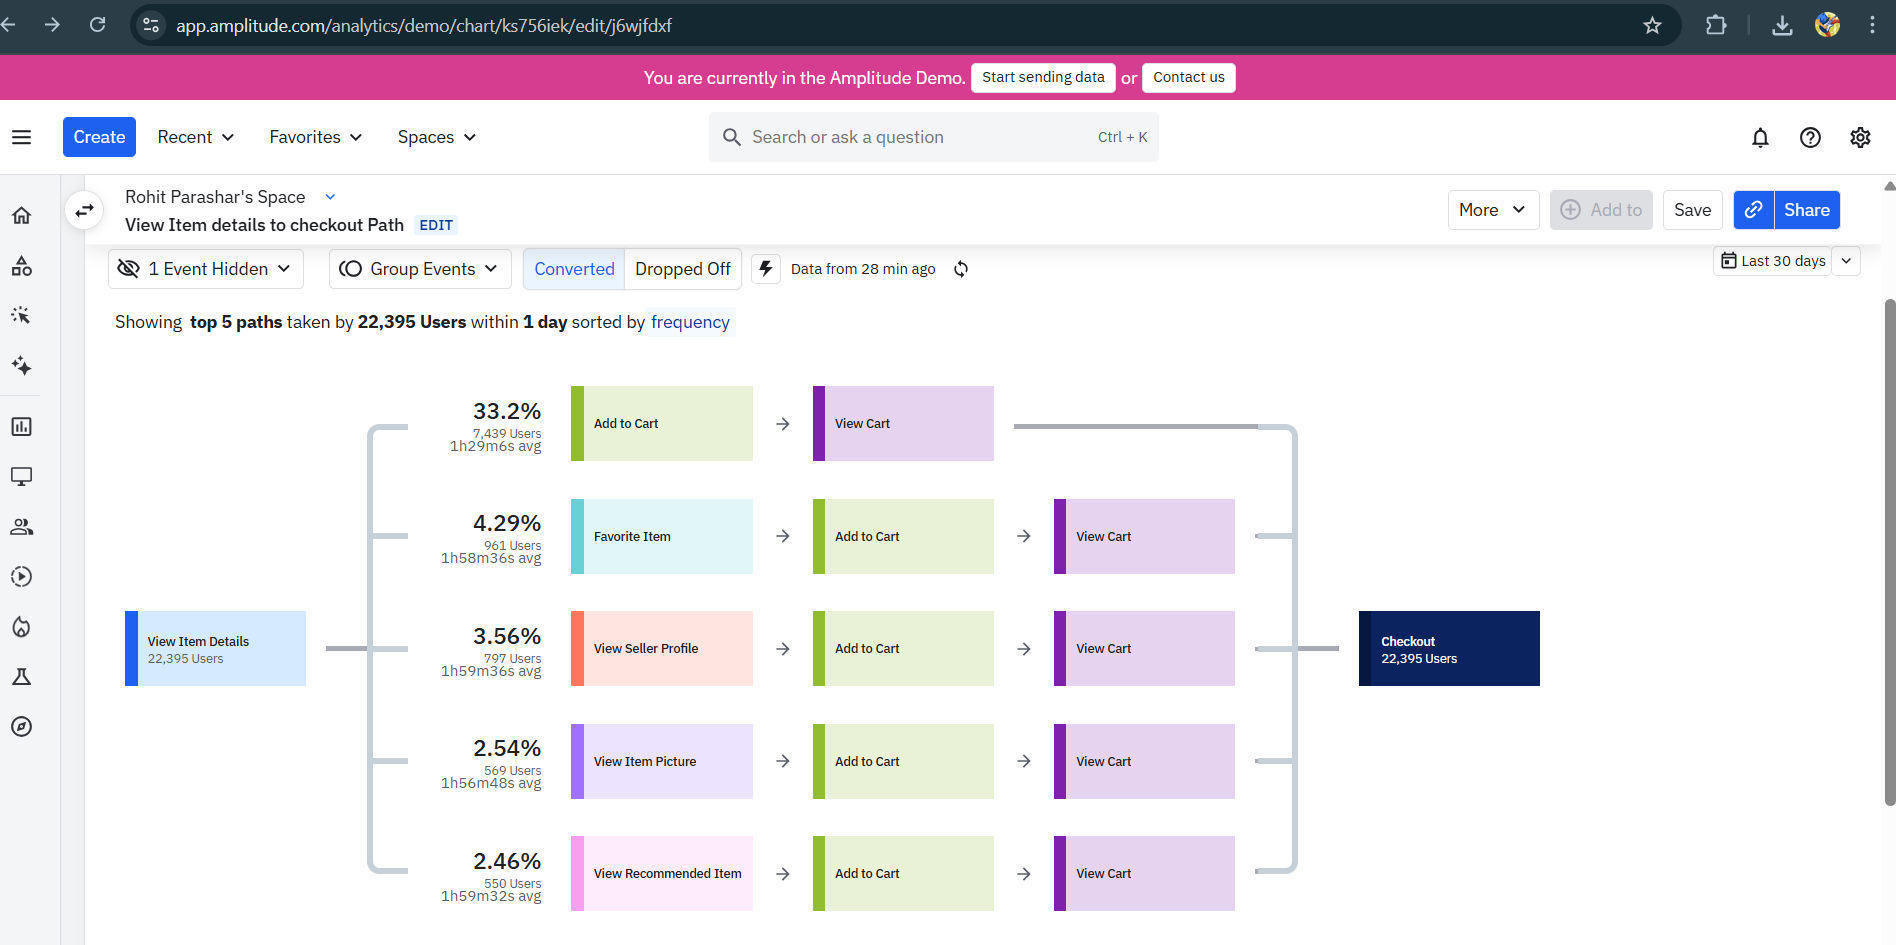 app.amplitude.com/analytics/demo/chart/ks756iek/edit/j6wjfdxf
You are currently in the Amplitude Demo. Start sending data or Contact us
Create Recent Favorites Spaces Search or ask a question Ctrl + K
Rohit Parashar's Space
View Item details to checkout Path EDIT
More Add to Save Share
1 Event Hidden Group Events Converted Dropped Off Data from 28 min ago Last 30 days
Showing top 5 paths taken by 22,395 Users within 1 day sorted by frequency
View Item Details
22,395 Users
33.2%
7,439 Users
1h29m6s avg
Add to Cart View Cart
4.29%
961 Users
1h58m36s avg
Favorite Item Add to Cart View Cart
3.56%
797 Users
1h59m36s avg
View Seller Profile Add to Cart View Cart
2.54%
569 Users
1h56m48s avg
View Item Picture Add to Cart View Cart
2.46%
550 Users
1h59m32s avg
View Recommended Item Add to Cart View Cart
Checkout
22,395 Users